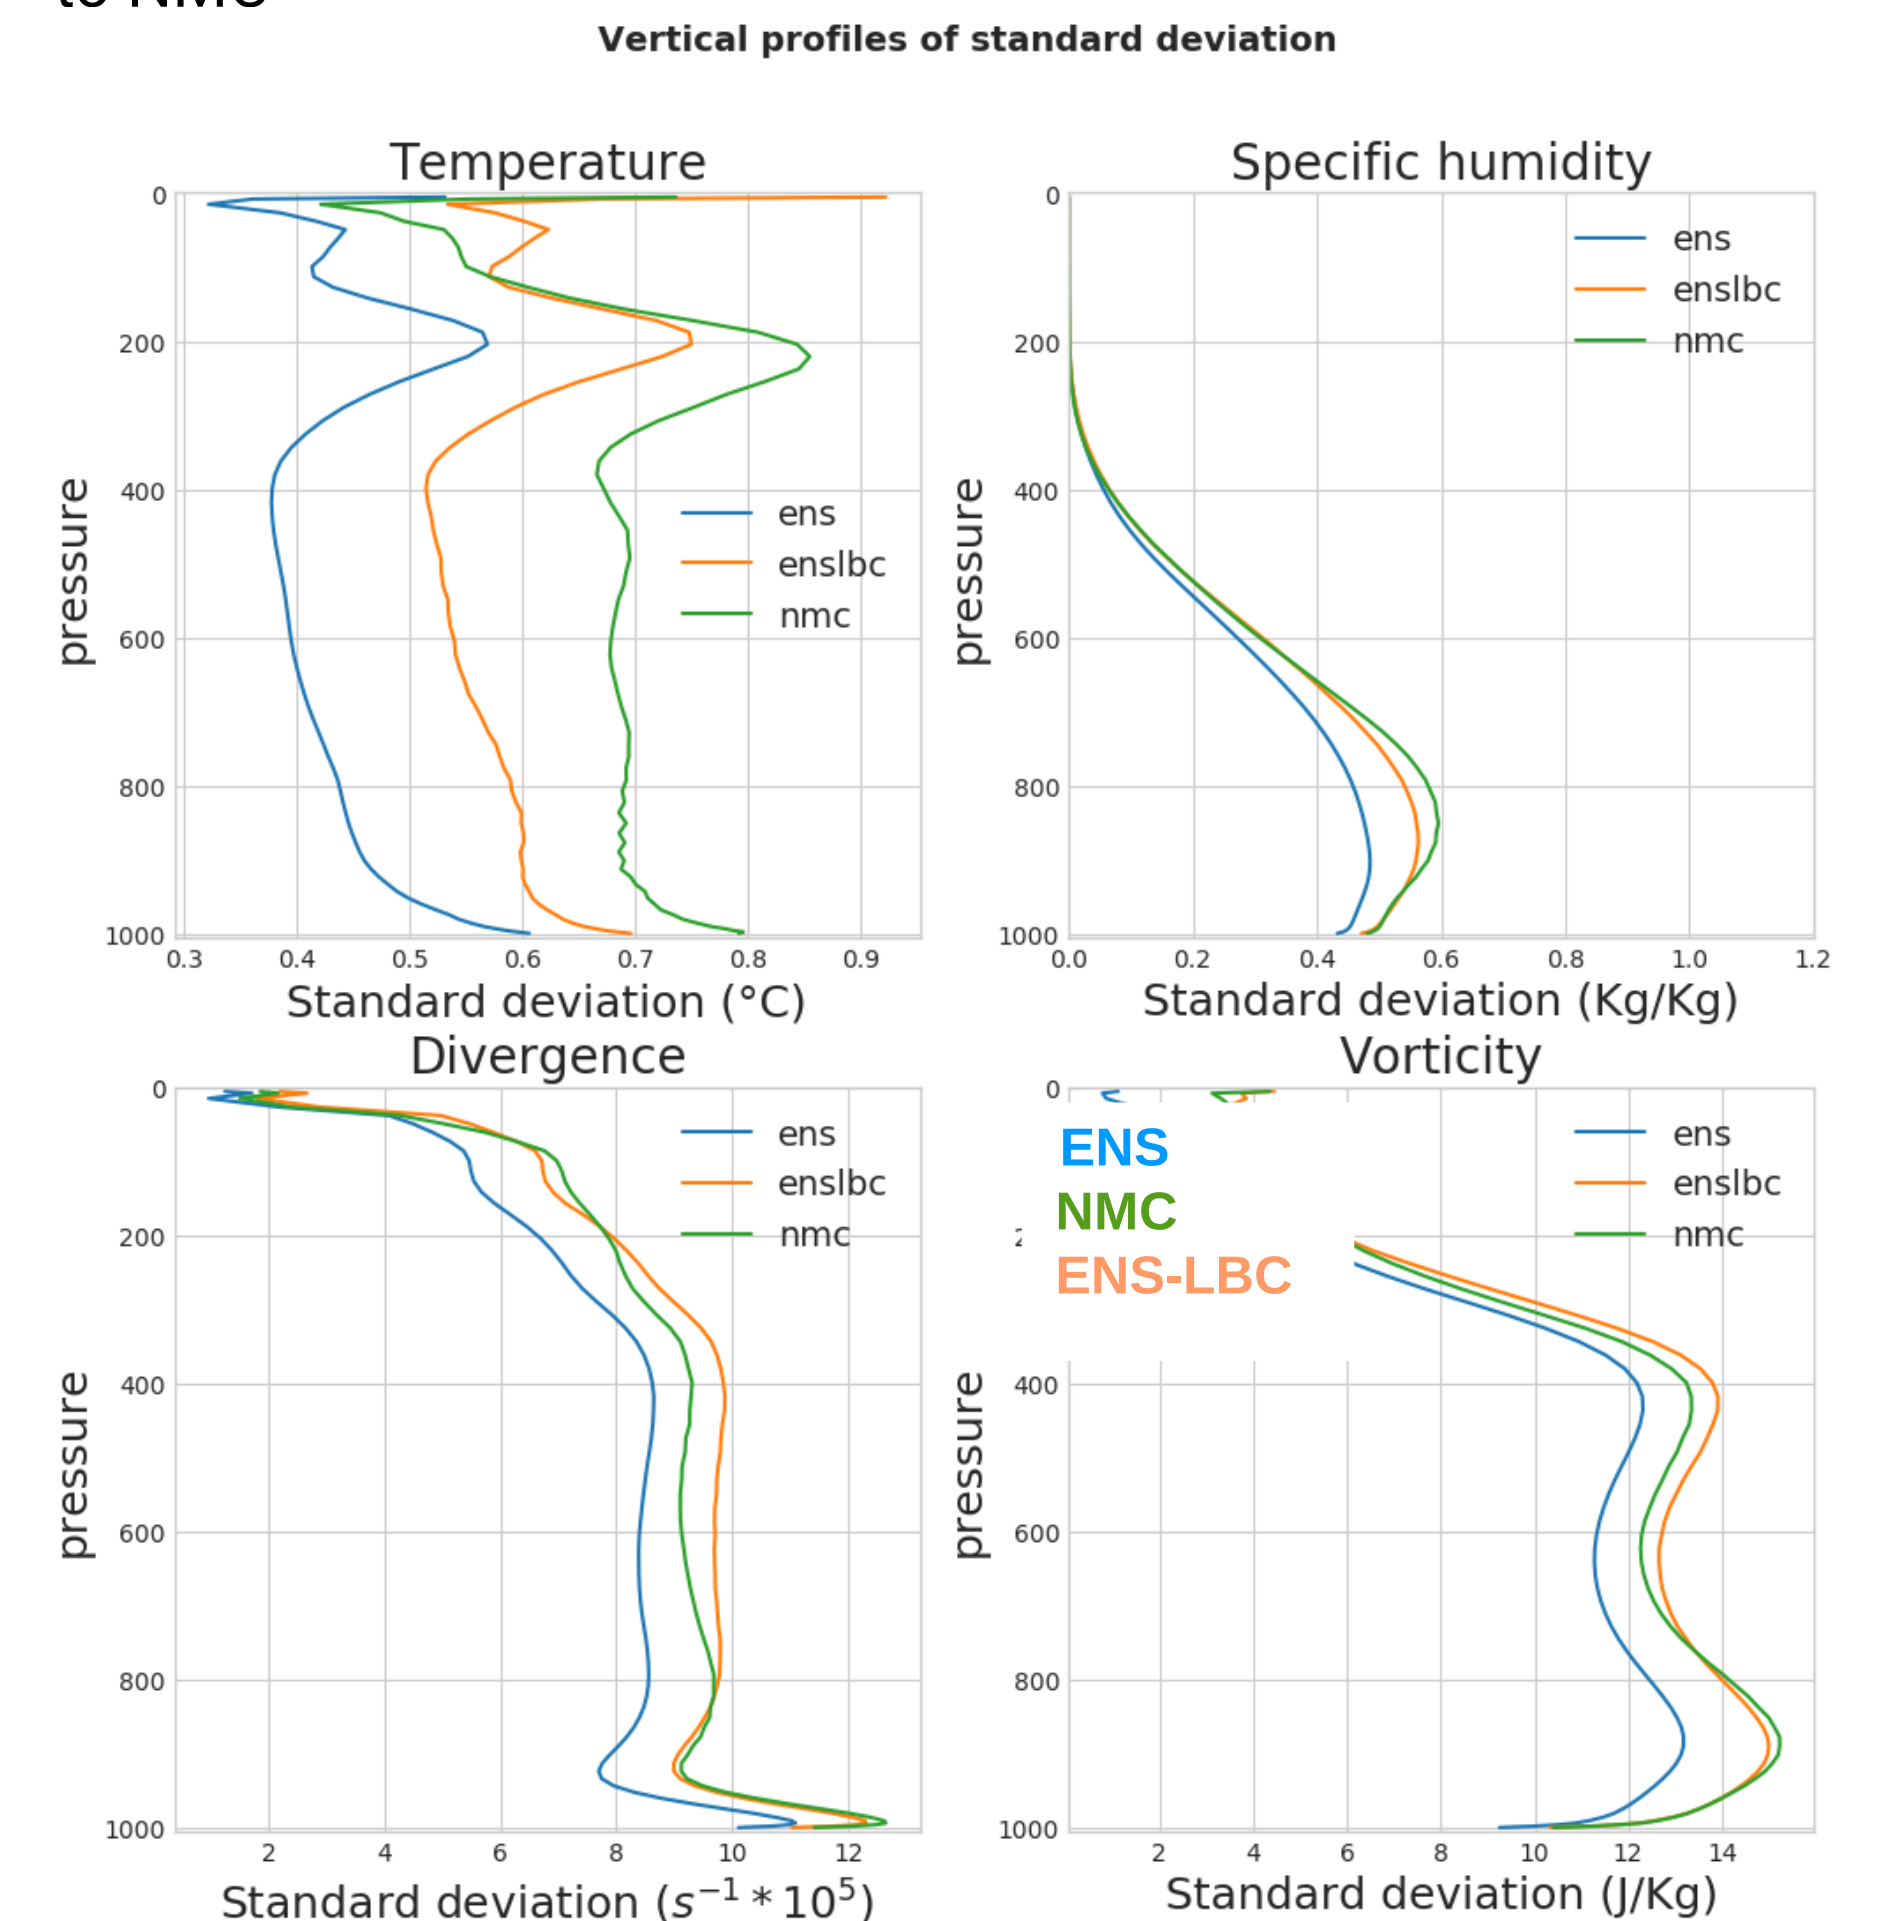 to NMC
Vertical profiles of standard deviation
Temperature
0
200
400
600
800
1000
pressure
ens
enslbc
nmc
0.3 0.4 0.5 0.6 0.7 0.8 0.9
Standard deviation (°C)
Specific humidity
0
200
400
600
800
1000
pressure
ens
enslbc
nmc
0.0 0.2 0.4 0.6 0.8 1.0 1.2
Standard deviation (Kg/Kg)
Divergence
0
200
400
600
800
1000
pressure
ens
enslbc
nmc
2 4 6 8 10 12
Standard deviation (s⁻¹ * 10⁵)
Vorticity
0
400
600
800
1000
pressure
ENS
NMC
ENS-LBC
ens
enslbc
nmc
2 4 6 8 10 12 14
Standard deviation (J/Kg)